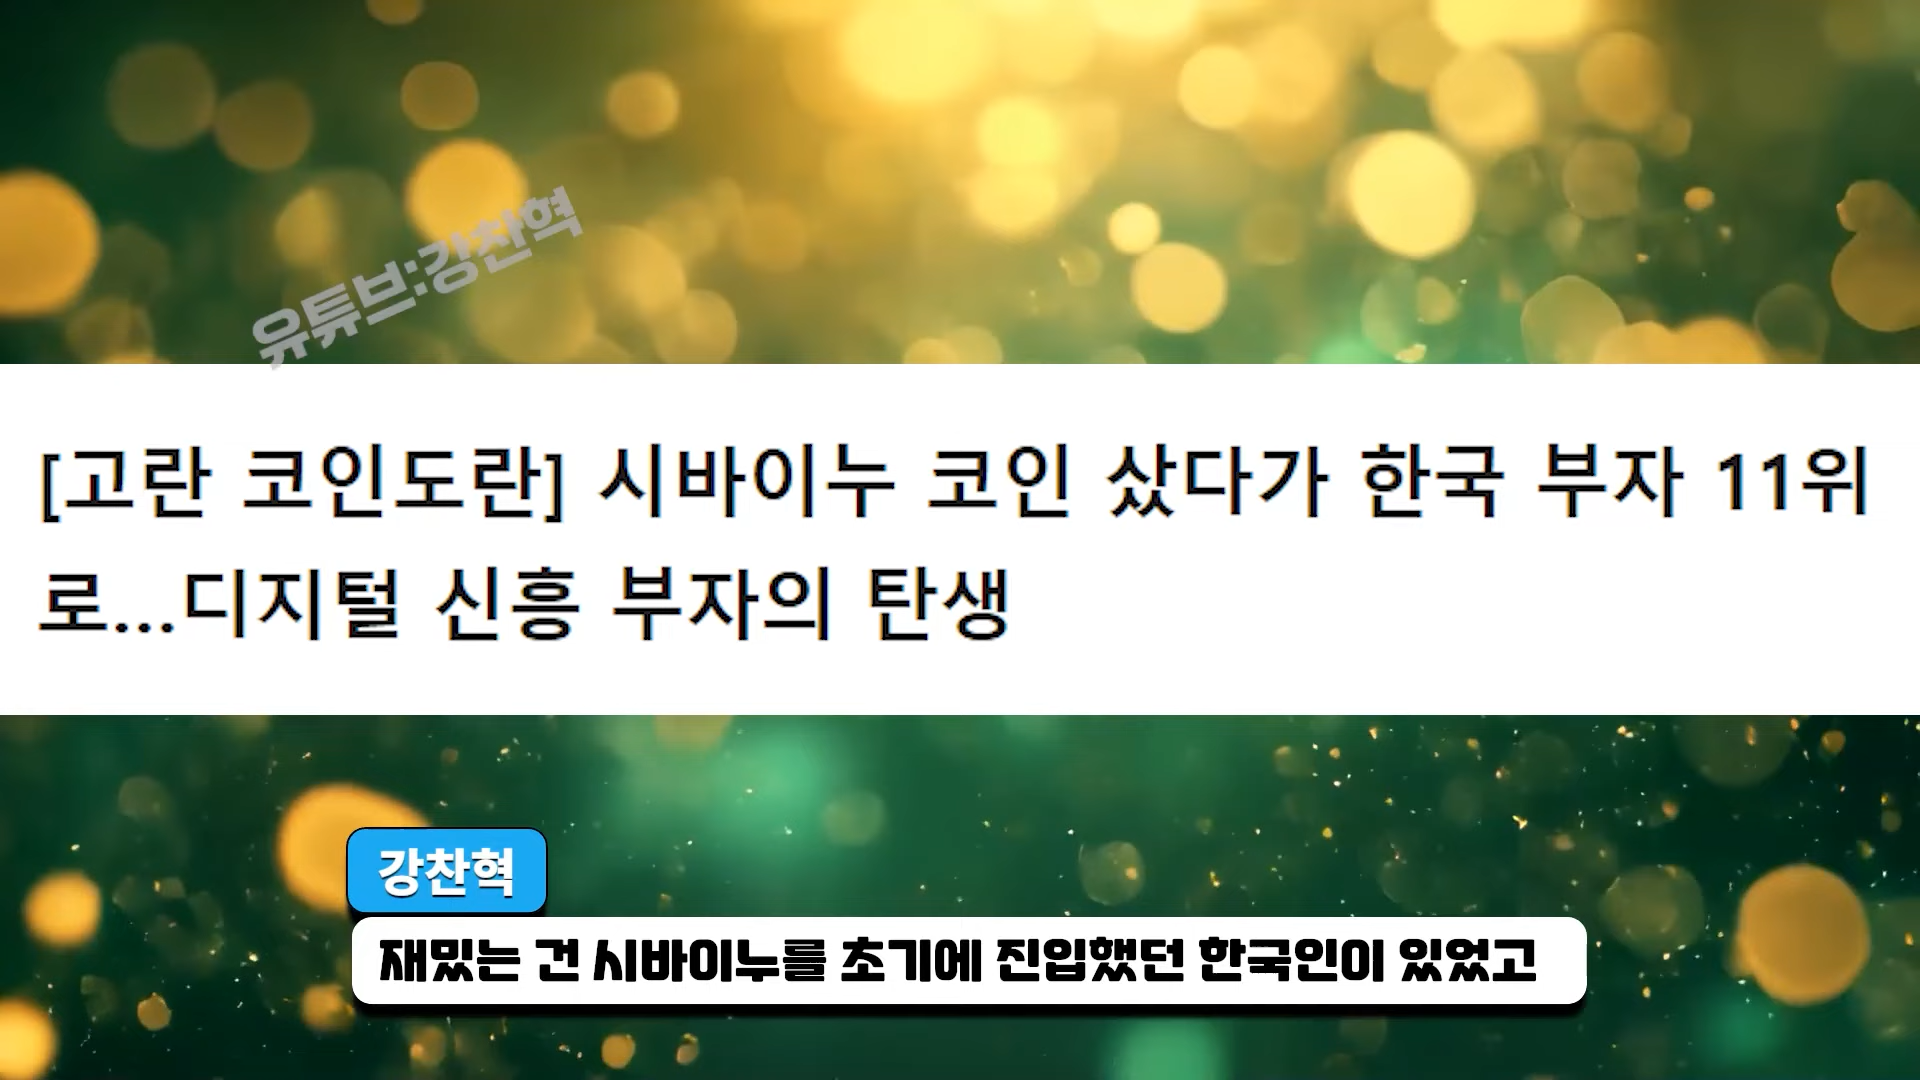 유튜브:강찬혁
[고란 코인도란] 시바이누 코인 샀다가 한국 부자 11위
로...디지털 신흥 부자의 탄생
강찬혁
재밌는 건 시바이누를 초기에 진입했던 한국인이 있었고